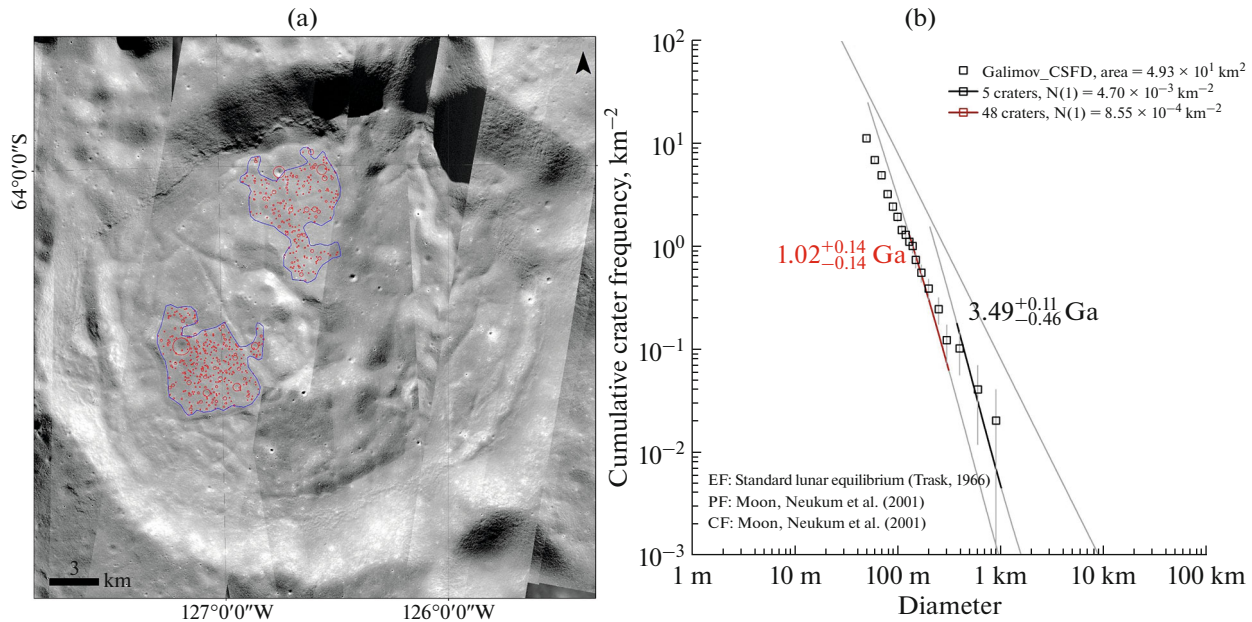 (a)
(b)
64°0′0″S
3
km
127°0′0″W
126°0′0″W
Cumulative crater frequency, km⁻²
10²
10¹
10⁰
10⁻¹
10⁻²
10⁻³
Galimov_CSFD, area = 4.93 × 10¹ km²
5 craters, N(1) = 4.70 × 10⁻³ km⁻²
48 craters, N(1) = 8.55 × 10⁻⁴ km⁻²
1.02 +0.14 −0.14 Ga
3.49 +0.11 −0.46 Ga
EF: Standard lunar equilibrium (Trask, 1966)
PF: Moon, Neukum et al. (2001)
CF: Moon, Neukum et al. (2001)
1 m
10 m
100 m
1 km
10 km
100 km
Diameter